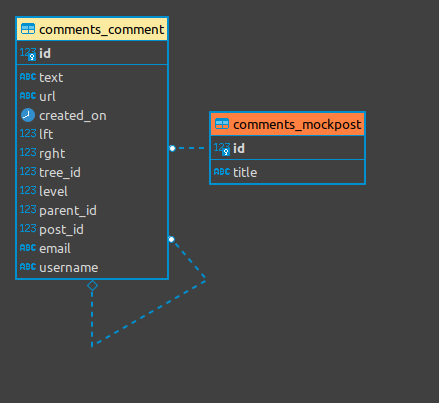 comments_comment
123 id
ABC text
ABC url
created_on
123 lft
123 rght
123 tree_id
123 level
123 parent_id
123 post_id
ABC email
ABC username
comments_mockpost
123 id
ABC title